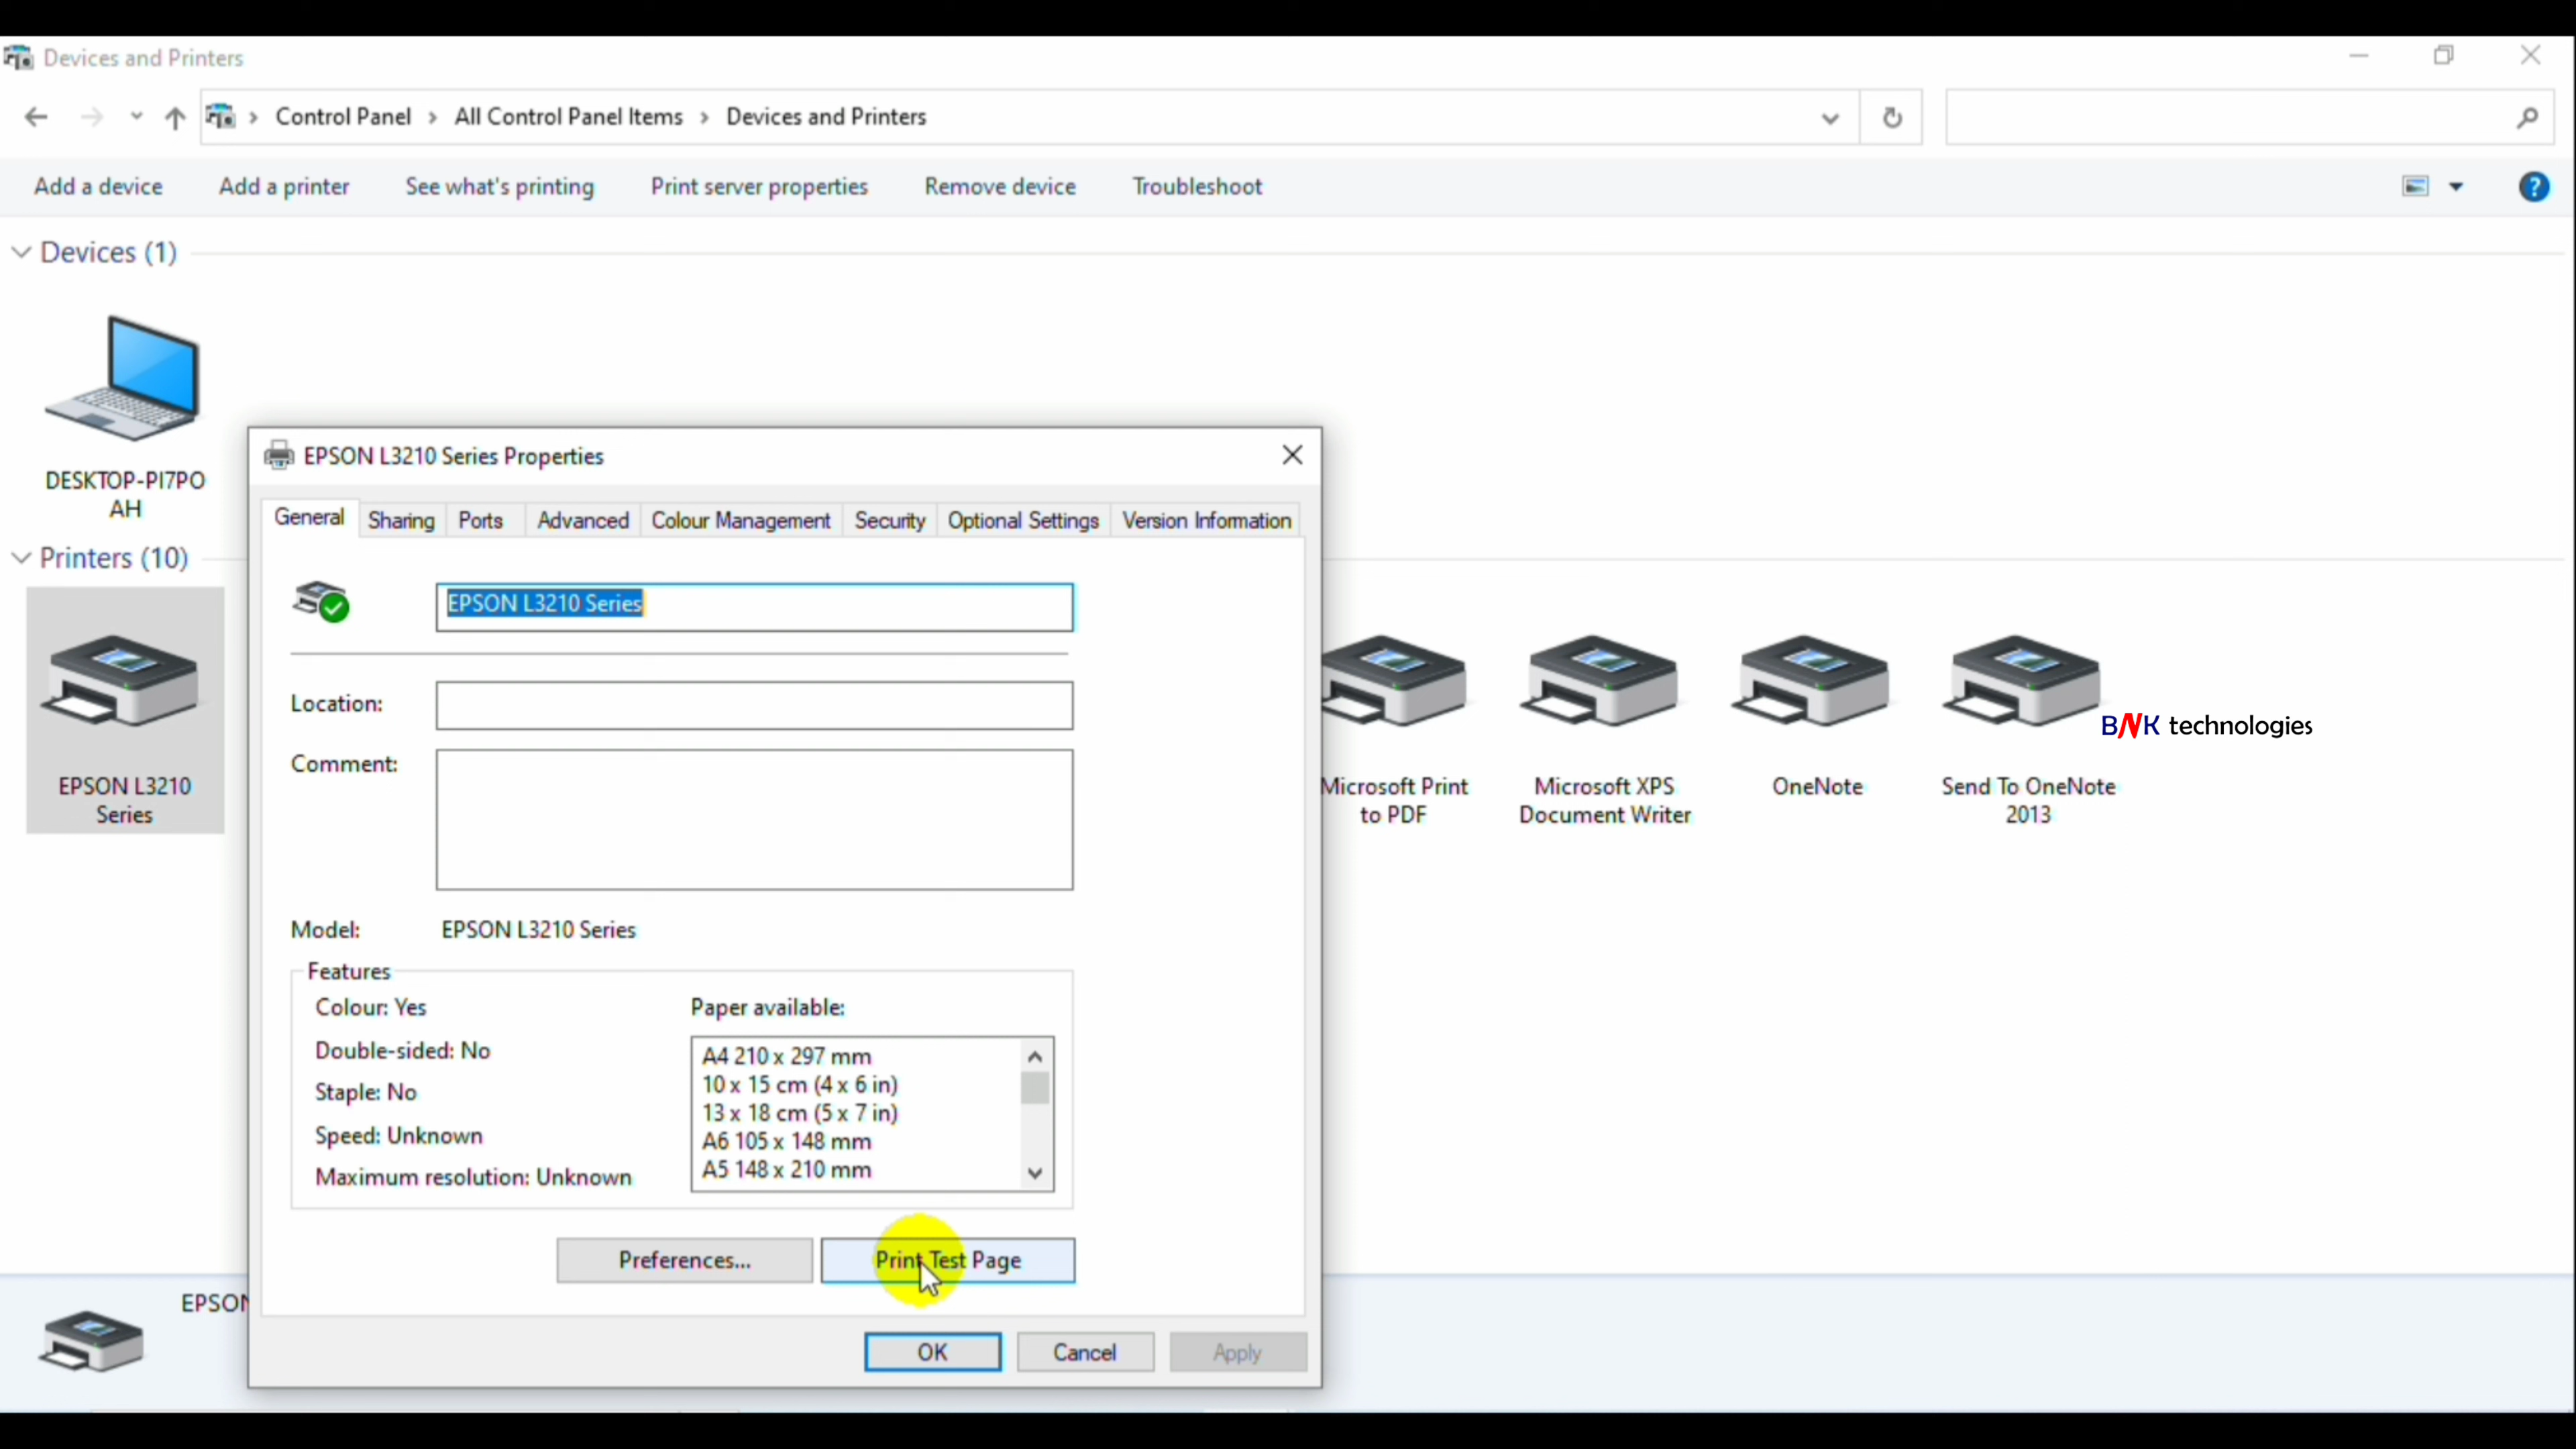 Devices and Printers
Control Panel › All Control Panel Items › Devices and Printers
Add a device Add a printer See what's printing Print server properties Remove device Troubleshoot
Devices (1)
DESKTOP-PI7PO
AH
Printers (10)
EPSON L3210
Series
EPSON L3210 Series Properties
General Sharing Ports Advanced Colour Management Security Optional Settings Version Information
EPSON L3210 Series
Location:
Comment:
Model: EPSON L3210 Series
Features
Colour: Yes
Double-sided: No
Staple: No
Speed: Unknown
Maximum resolution: Unknown
Paper available:
A4 210 x 297 mm
10 x 15 cm (4 x 6 in)
13 x 18 cm (5 x 7 in)
A6 105 x 148 mm
A5 148 x 210 mm
Preferences... Print Test Page
OK Cancel Apply
Microsoft Print
to PDF
Microsoft XPS
Document Writer
OneNote
Send To OneNote
2013
BNK technologies
EPSON